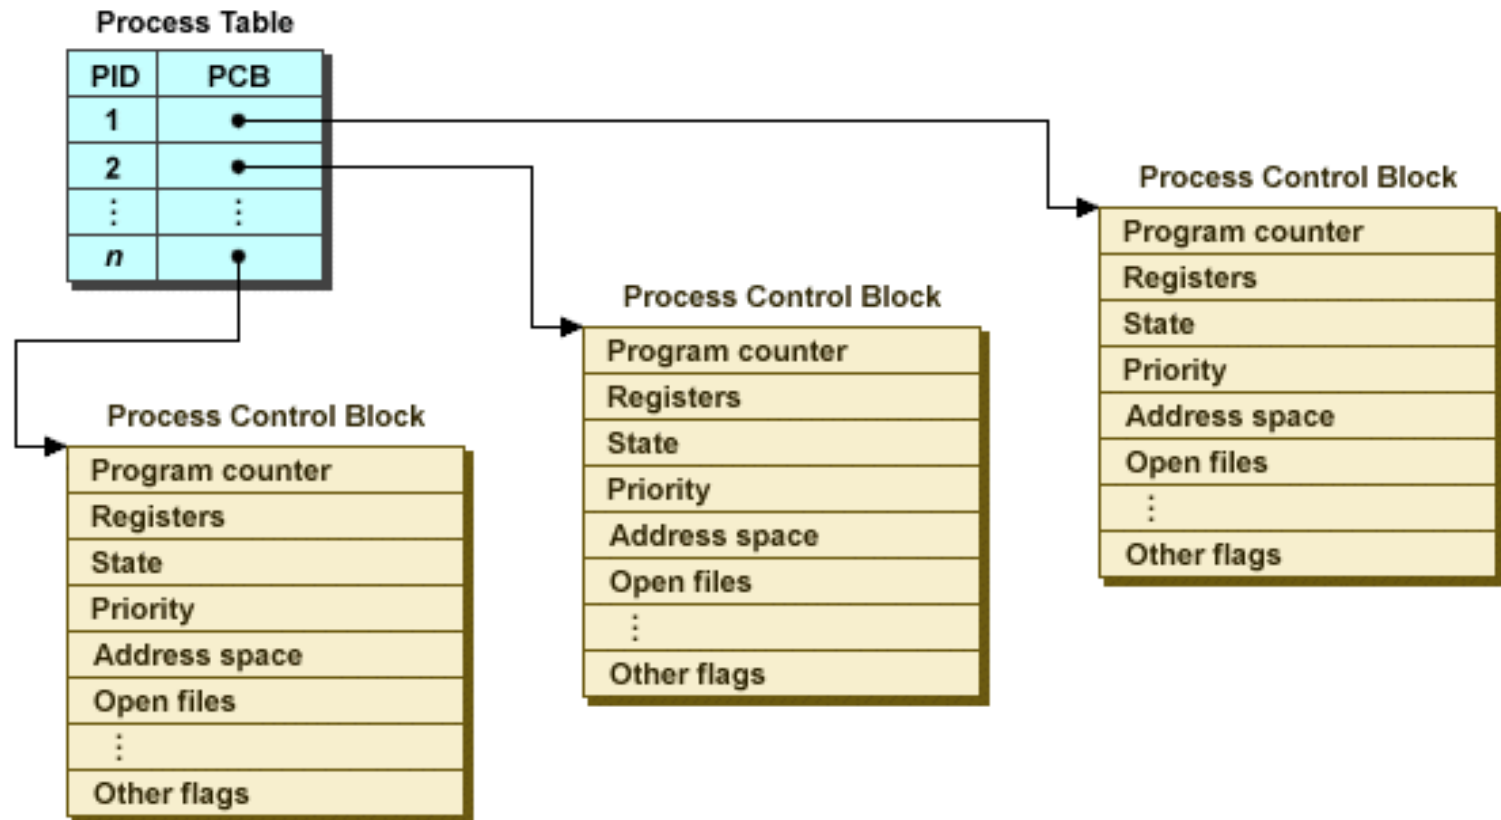 Process Table
PID PCB
1
2
⋮ ⋮
n
Process Control Block
Program counter
Registers
State
Priority
Address space
Open files
⋮
Other flags
Process Control Block
Program counter
Registers
State
Priority
Address space
Open files
⋮
Other flags
Process Control Block
Program counter
Registers
State
Priority
Address space
Open files
⋮
Other flags